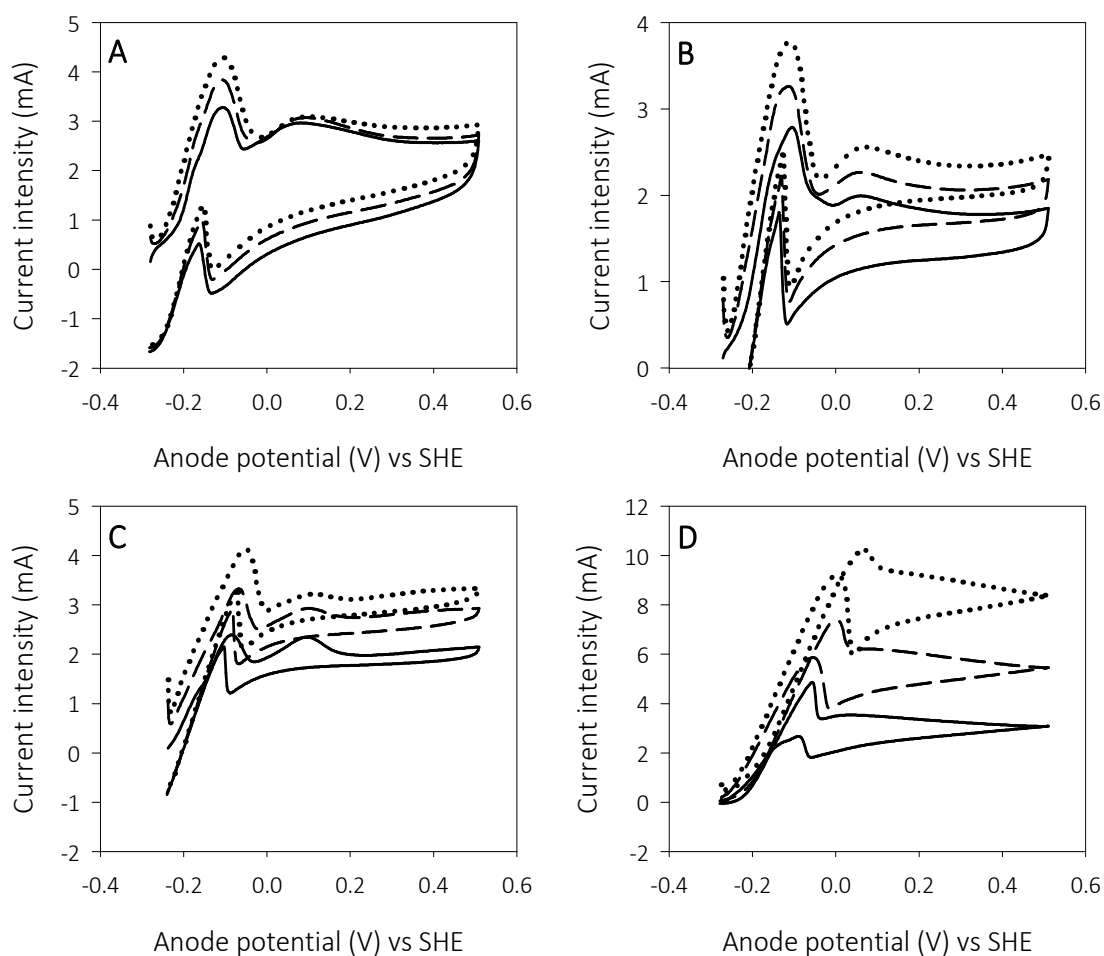 A
Current intensity (mA)
5
4
3
2
1
0
-1
-2
-0.4 -0.2 0.0 0.2 0.4 0.6
Anode potential (V) vs SHE
B
Current intensity (mA)
4
3
2
1
0
-0.4 -0.2 0.0 0.2 0.4 0.6
Anode potential (V) vs SHE
C
Current intensity (mA)
5
4
3
2
1
0
-1
-2
-0.4 -0.2 0.0 0.2 0.4 0.6
Anode potential (V) vs SHE
D
Current intensity (mA)
12
10
8
6
4
2
0
-2
-0.4 -0.2 0.0 0.2 0.4 0.6
Anode potential (V) vs SHE